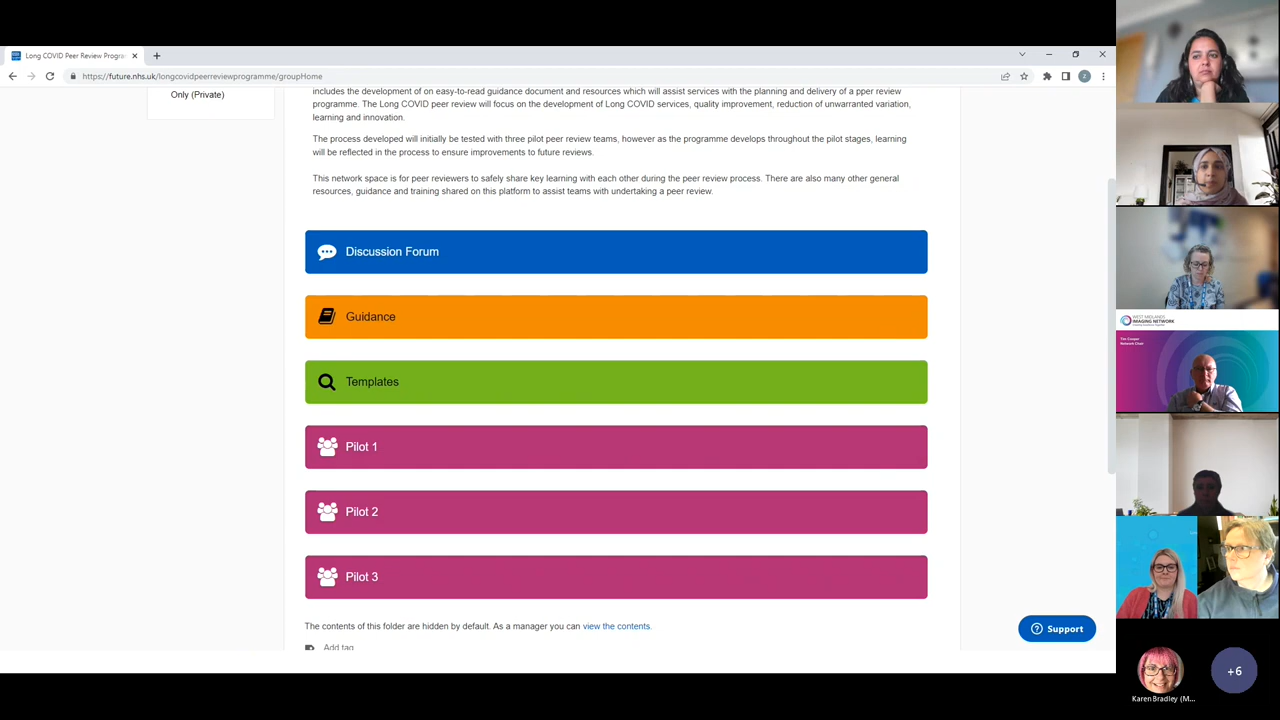 Long COVID Peer Review Progra
https://future.nhs.uk/longcovidpeerreviewprogramme/groupHome
Z
Only (Private)
includes the development of on easy-to-read guidance document and resources which will assist services with the planning and delivery of a pper review
programme. The Long COVID peer review will focus on the development of Long COVID services, quality improvement, reduction of unwarranted variation,
learning and innovation.
The process developed will initially be tested with three pilot peer review teams, however as the programme develops throughout the pilot stages, learning
will be reflected in the process to ensure improvements to future reviews.
This network space is for peer reviewers to safely share key learning with each other during the peer review process. There are also many other general
resources, guidance and training shared on this platform to assist teams with undertaking a peer review.
Discussion Forum
Guidance
Templates
Pilot 1
Pilot 2
Pilot 3
The contents of this folder are hidden by default. As a manager you can view the contents.
Add tag
Support
WEST MIDLANDS
IMAGING NETWORK
Tim Cooper
Network Chair
Karen Bradley (M...
+6